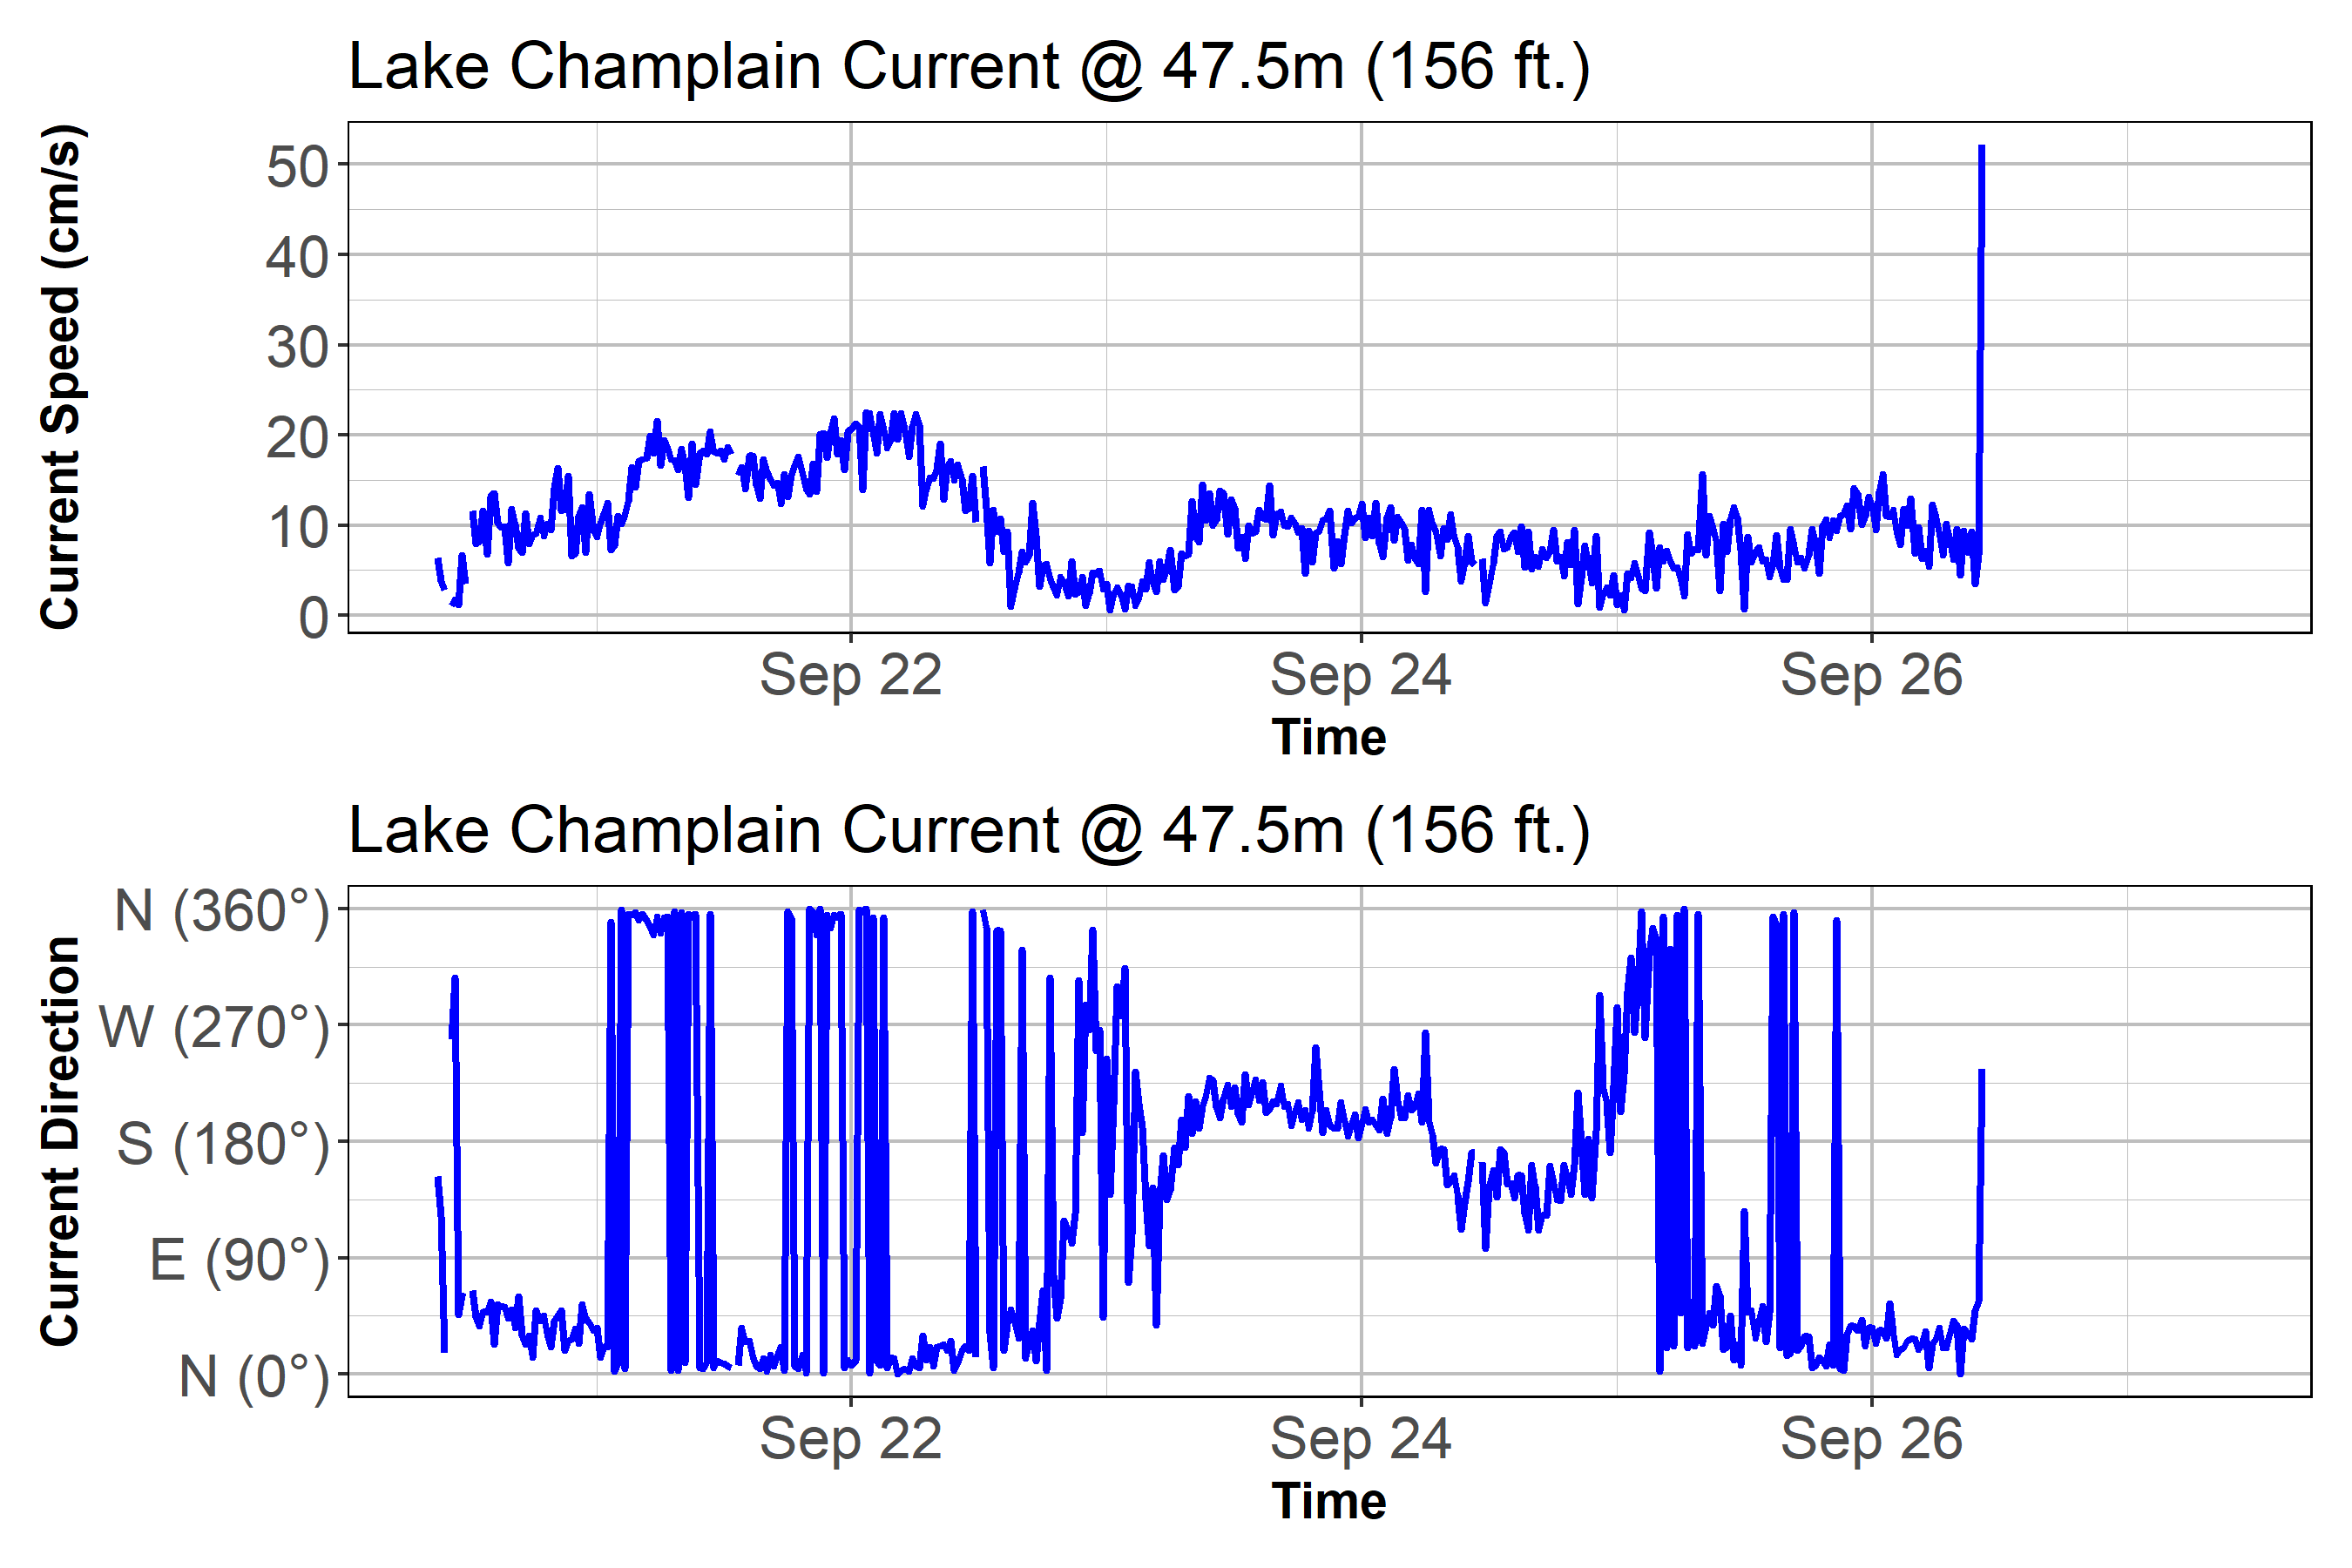 Lake Champlain Current @ 47.5m (156 ft.)
Current Speed (cm/s)
50
40
30
20
10
0
Sep 22 Sep 24 Sep 26
Time
Lake Champlain Current @ 47.5m (156 ft.)
Current Direction
N (360°)
W (270°)
S (180°)
E (90°)
N (0°)
Sep 22 Sep 24 Sep 26
Time